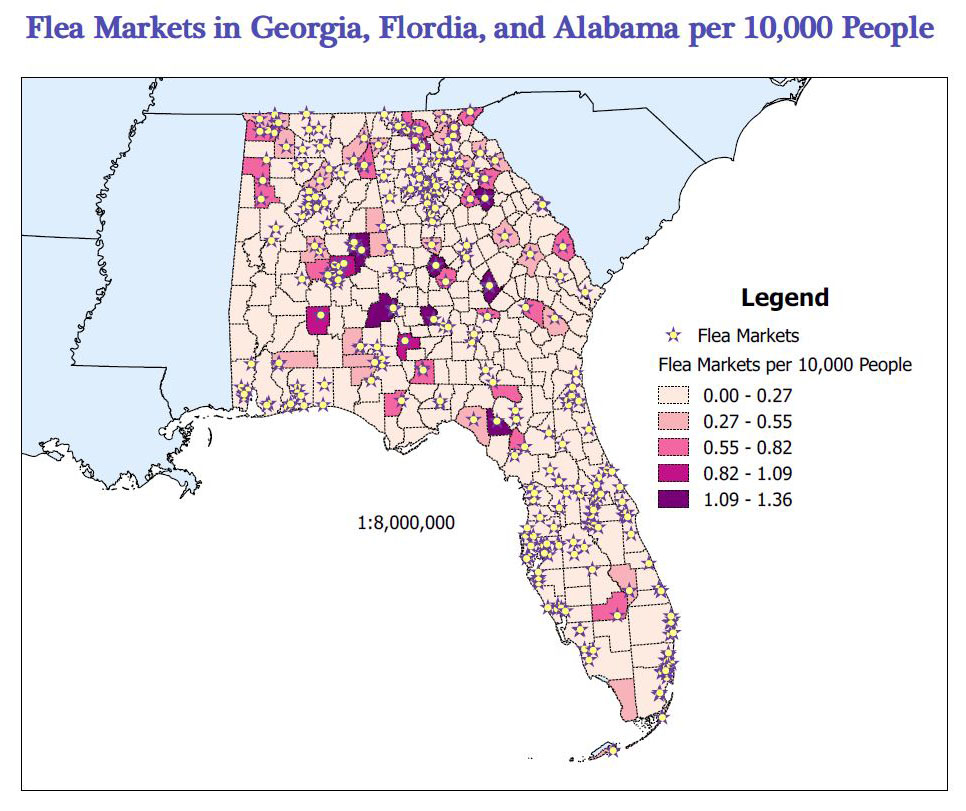 Flea Markets in Georgia, Flordia, and Alabama per 10,000 People
Legend
Flea Markets
Flea Markets per 10,000 People
0.00 - 0.27
0.27 - 0.55
0.55 - 0.82
0.82 - 1.09
1.09 - 1.36
1:8,000,000